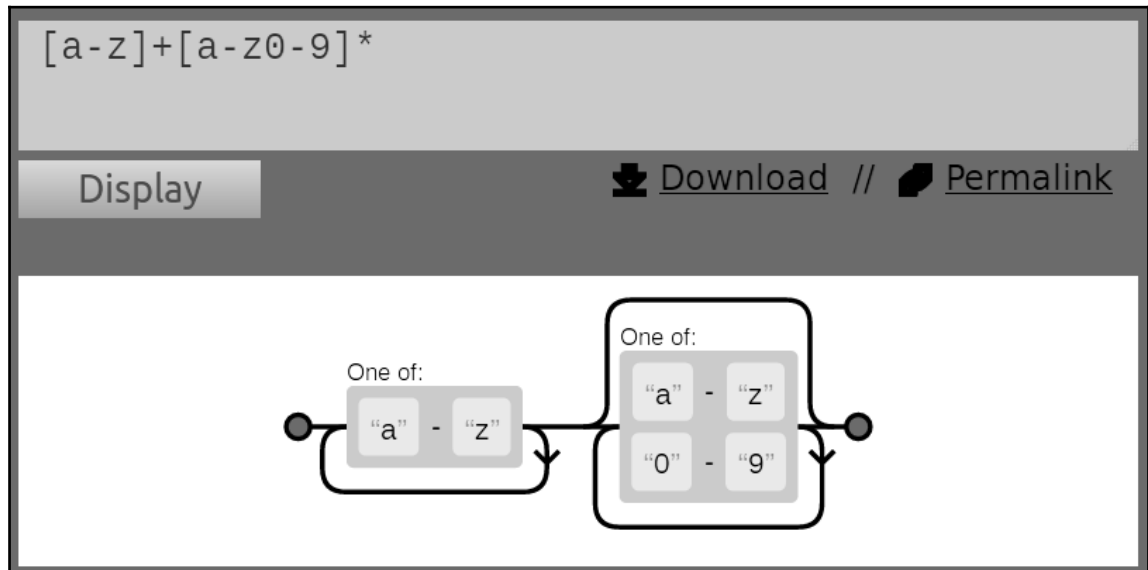 [a-z]+[a-z0-9]*
Display
Download // Permalink
One of:
“a” - “z”
One of:
“a” - “z”
“0” - “9”